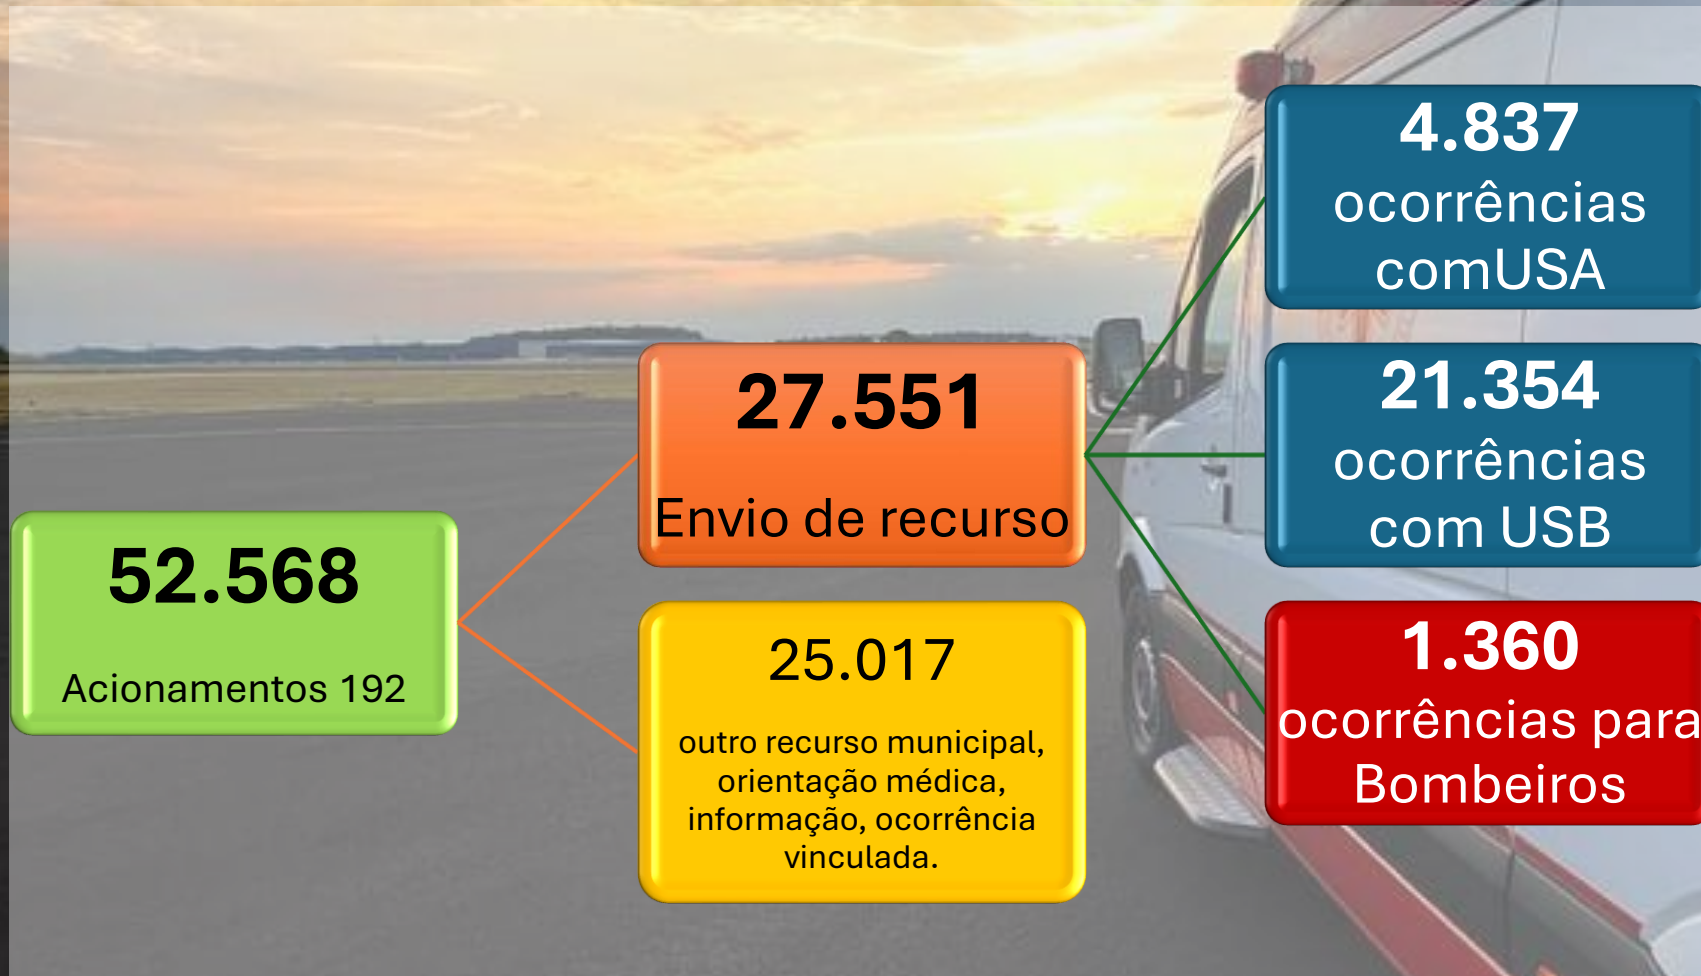 52.568
Acionamentos 192
27.551
Envio de recurso
25.017
outro recurso municipal,
orientação médica,
informação, ocorrência
vinculada.
4.837
ocorrências
comUSA
21.354
ocorrências
com USB
1.360
ocorrências para
Bombeiros